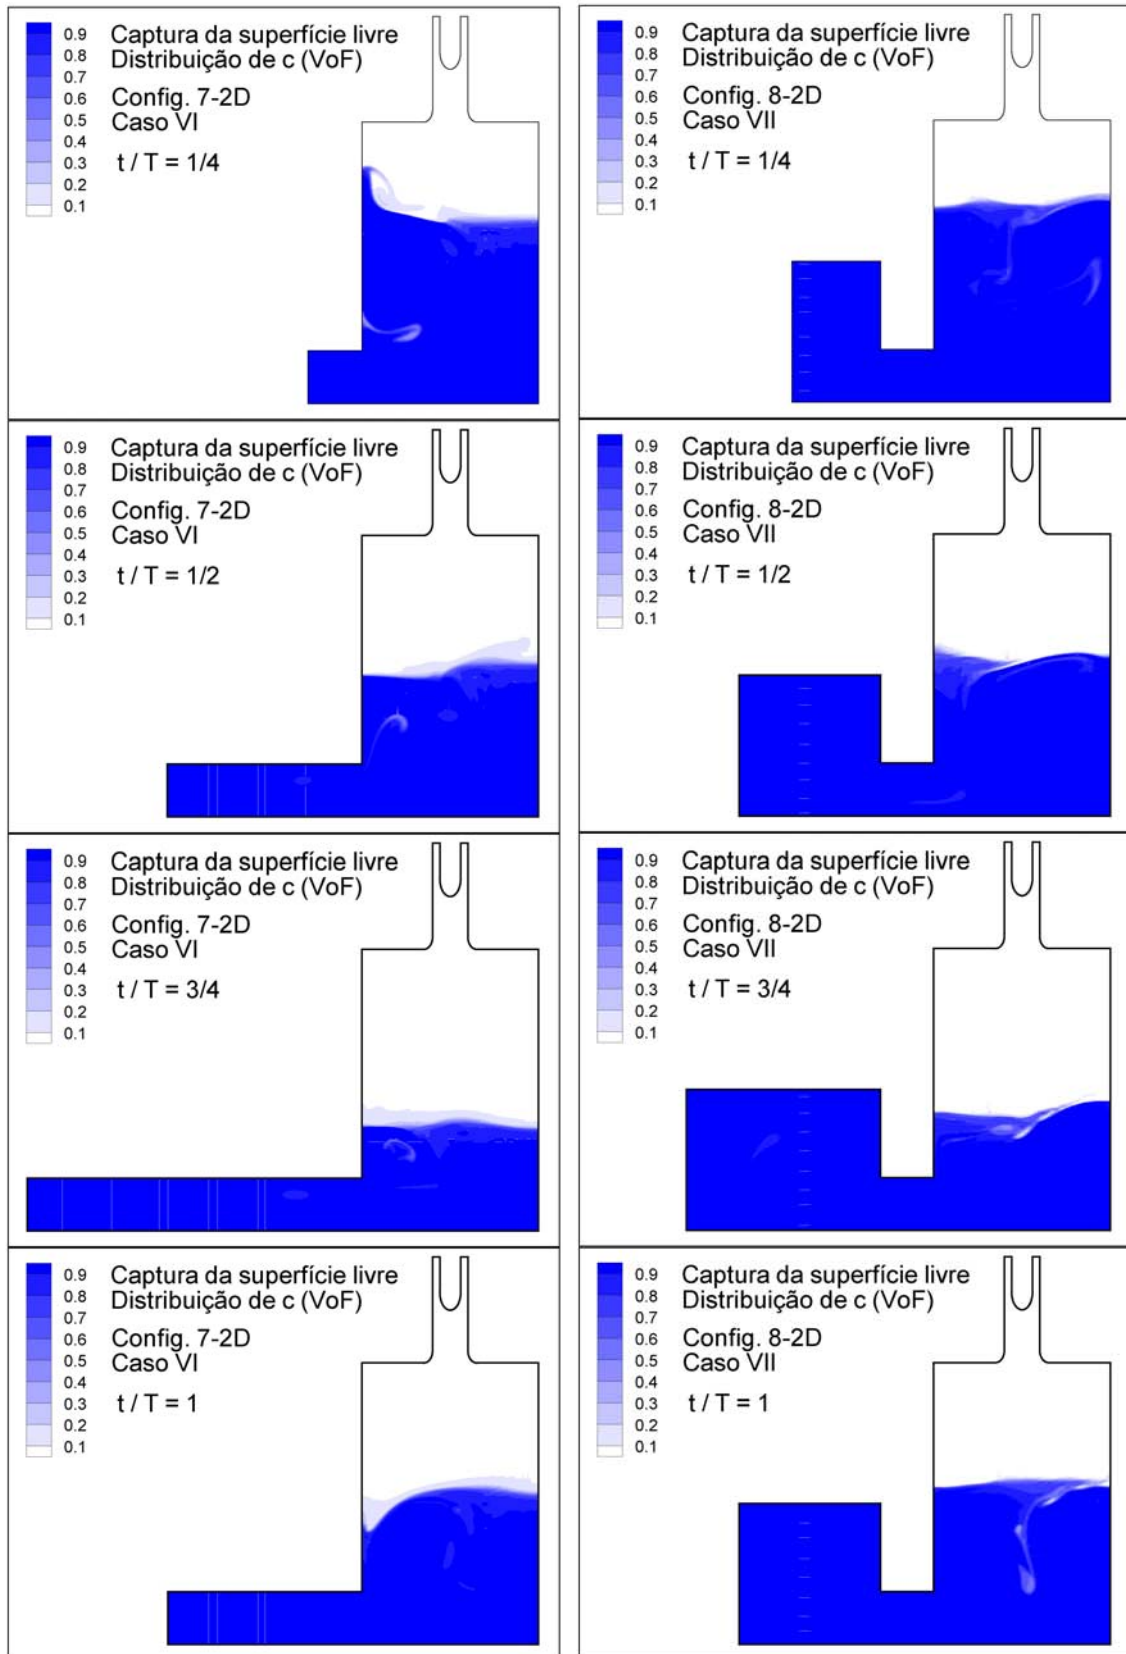 0.9
0.8
0.7
0.6
0.5
0.4
0.3
0.2
0.1
Captura da superfície livre
Distribuição de c (VoF)
Config. 7-2D
Caso VI
t / T = 1/4
0.9
0.8
0.7
0.6
0.5
0.4
0.3
0.2
0.1
Captura da superfície livre
Distribuição de c (VoF)
Config. 8-2D
Caso VII
t / T = 1/4
0.9
0.8
0.7
0.6
0.5
0.4
0.3
0.2
0.1
Captura da superfície livre
Distribuição de c (VoF)
Config. 7-2D
Caso VI
t / T = 1/2
0.9
0.8
0.7
0.6
0.5
0.4
0.3
0.2
0.1
Captura da superfície livre
Distribuição de c (VoF)
Config. 8-2D
Caso VII
t / T = 1/2
0.9
0.8
0.7
0.6
0.5
0.4
0.3
0.2
0.1
Captura da superfície livre
Distribuição de c (VoF)
Config. 7-2D
Caso VI
t / T = 3/4
0.9
0.8
0.7
0.6
0.5
0.4
0.3
0.2
0.1
Captura da superfície livre
Distribuição de c (VoF)
Config. 8-2D
Caso VII
t / T = 3/4
0.9
0.8
0.7
0.6
0.5
0.4
0.3
0.2
0.1
Captura da superfície livre
Distribuição de c (VoF)
Config. 7-2D
Caso VI
t / T = 1
0.9
0.8
0.7
0.6
0.5
0.4
0.3
0.2
0.1
Captura da superfície livre
Distribuição de c (VoF)
Config. 8-2D
Caso VII
t / T = 1